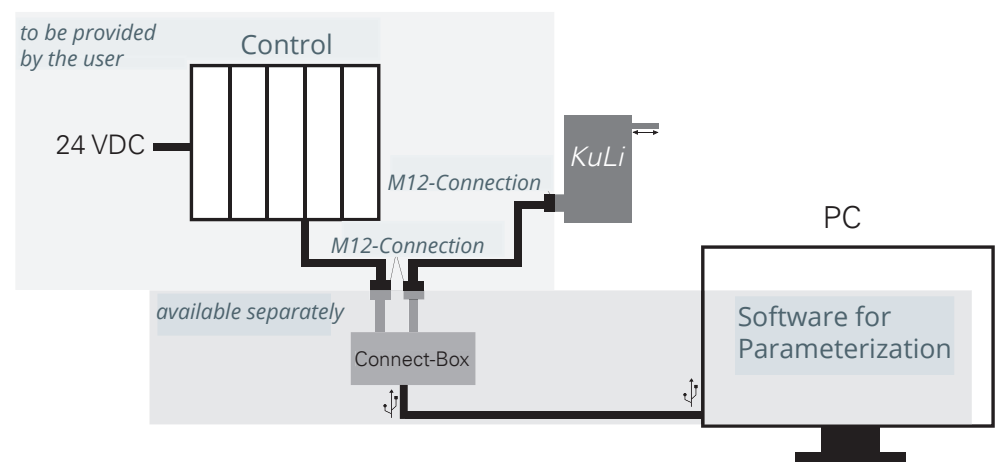 to be provided
by the user
Control
24 VDC
KuLi
M12-Connection
PC
M12-Connection
available separately
Software for
Parameterization
Connect-Box